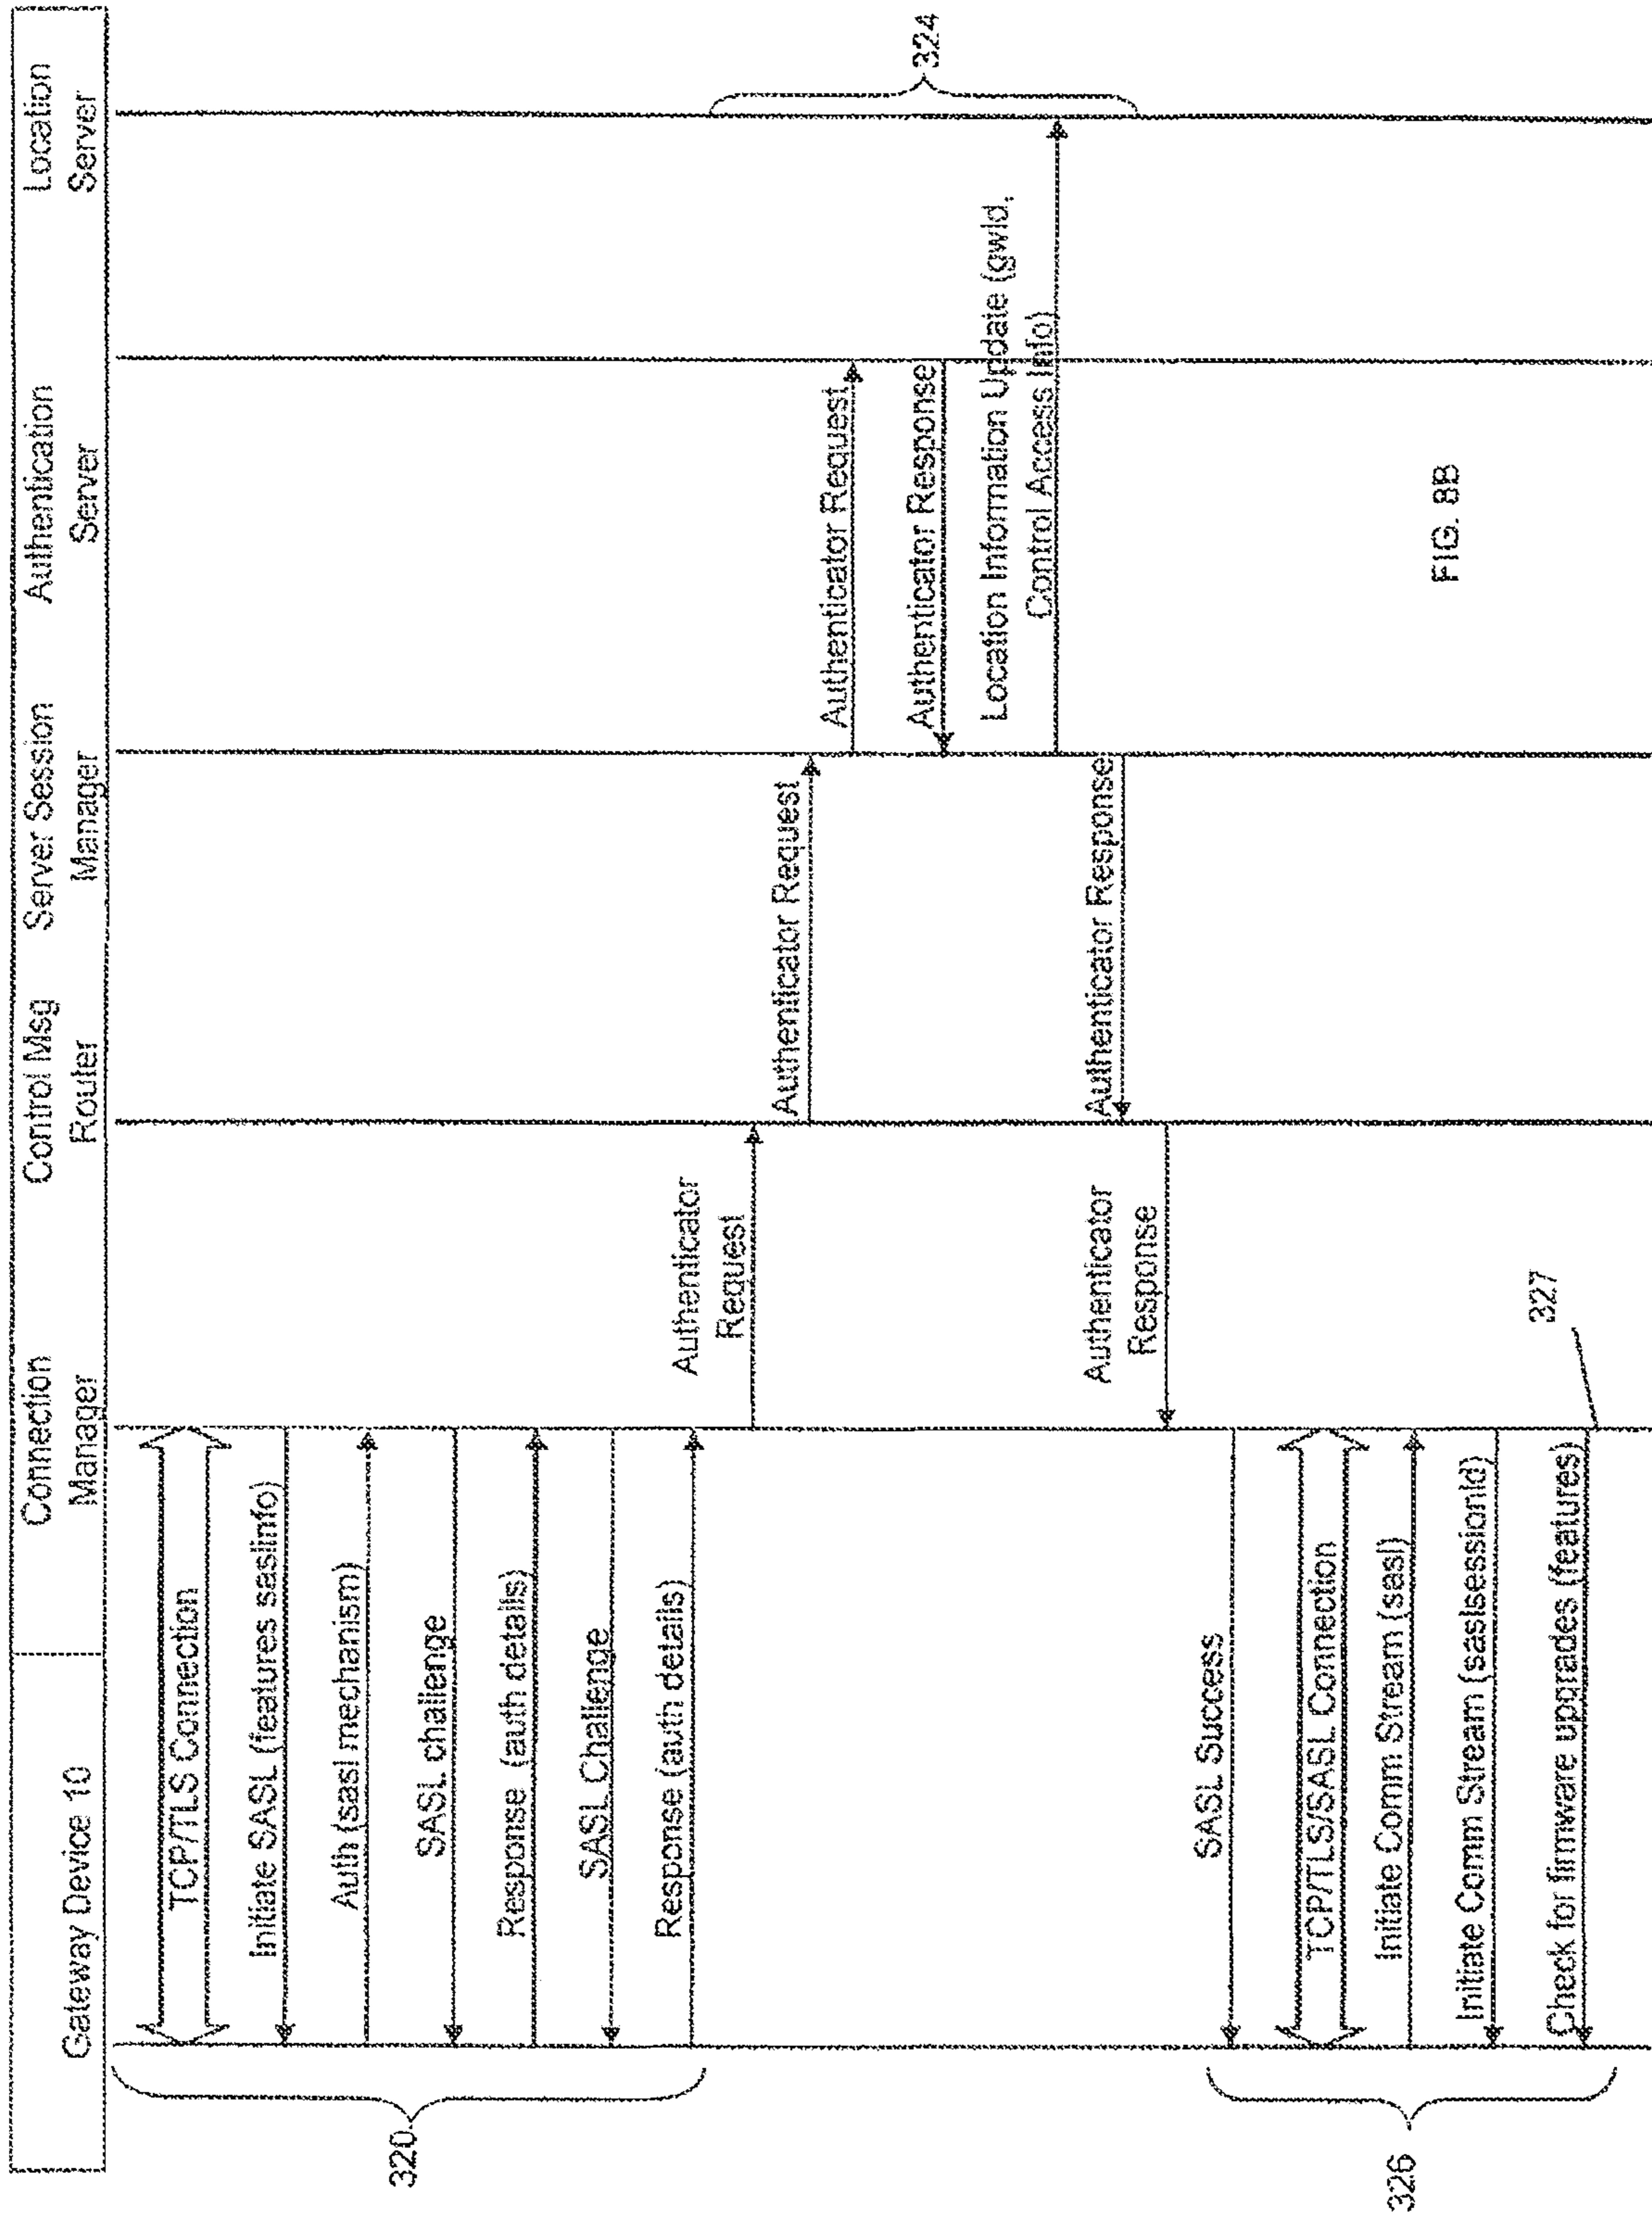 Gateway Device 10
Connection
Manager
Control Msg
Router
Server Session
Manager
Authentication
Server
Location
Server
TCP/TLS Connection
Initiate SASL (features saslinfo)
Auth (sasl mechanism)
SASL challenge
Response (auth details)
SASL Challenge
Response (auth details)
320
Authenticator
Request
Authenticator Request
Authenticator Request
Authenticator Response
Location Information Update (gwId,
Control Access Info)
324
Authenticator Response
Authenticator
Response
SASL Success
TCP/TLS/SASL Connection
Initiate Comm Stream (sasl)
Initiate Comm Stream (saslsessionId)
Check for firmware upgrades (features)
326
327
FIG. 8B